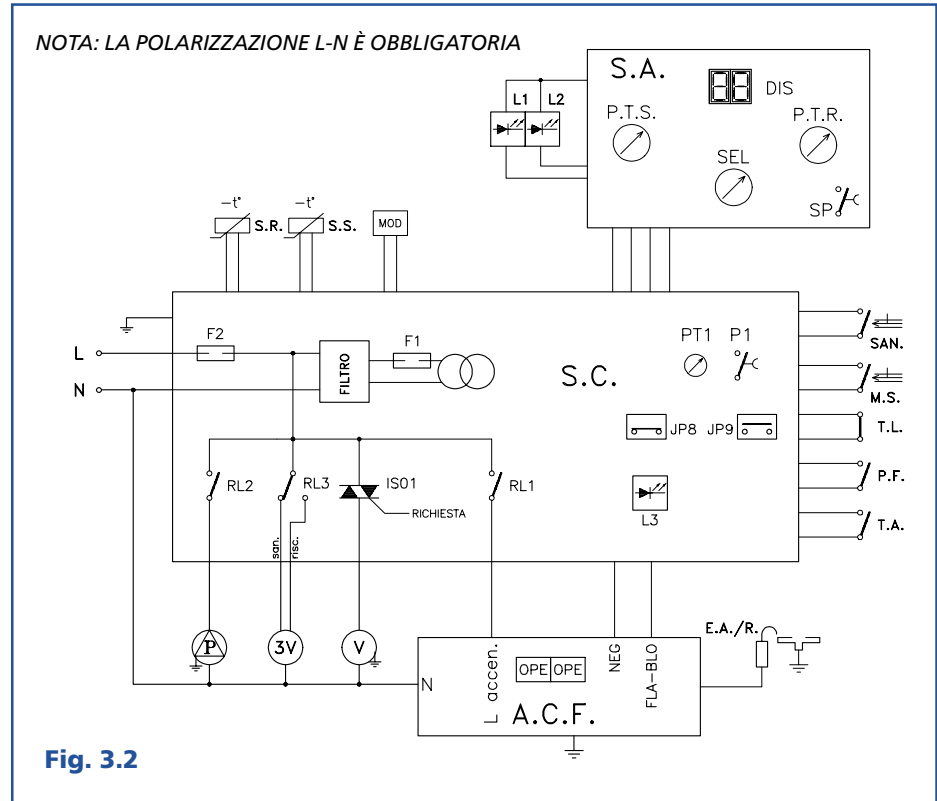 NOTA: LA POLARIZZAZIONE L-N È OBBLIGATORIA
S.A.
DIS
L1 L2
P.T.S.
P.T.R.
SEL
SP
-t°
S.R.
-t°
S.S.
MOD
F2
F1
L
N
FILTRO
S.C.
PT1
P1
SAN.
M.S.
JP8
JP9
T.L.
RL2
RL3
ISO1
RL1
RICHIESTA
L3
P.F.
T.A.
san.
risc.
P
3V
V
N
L accen.
OPE OPE
NEG
FLA-BLO
E.A./R.
A.C.F.
Fig. 3.2